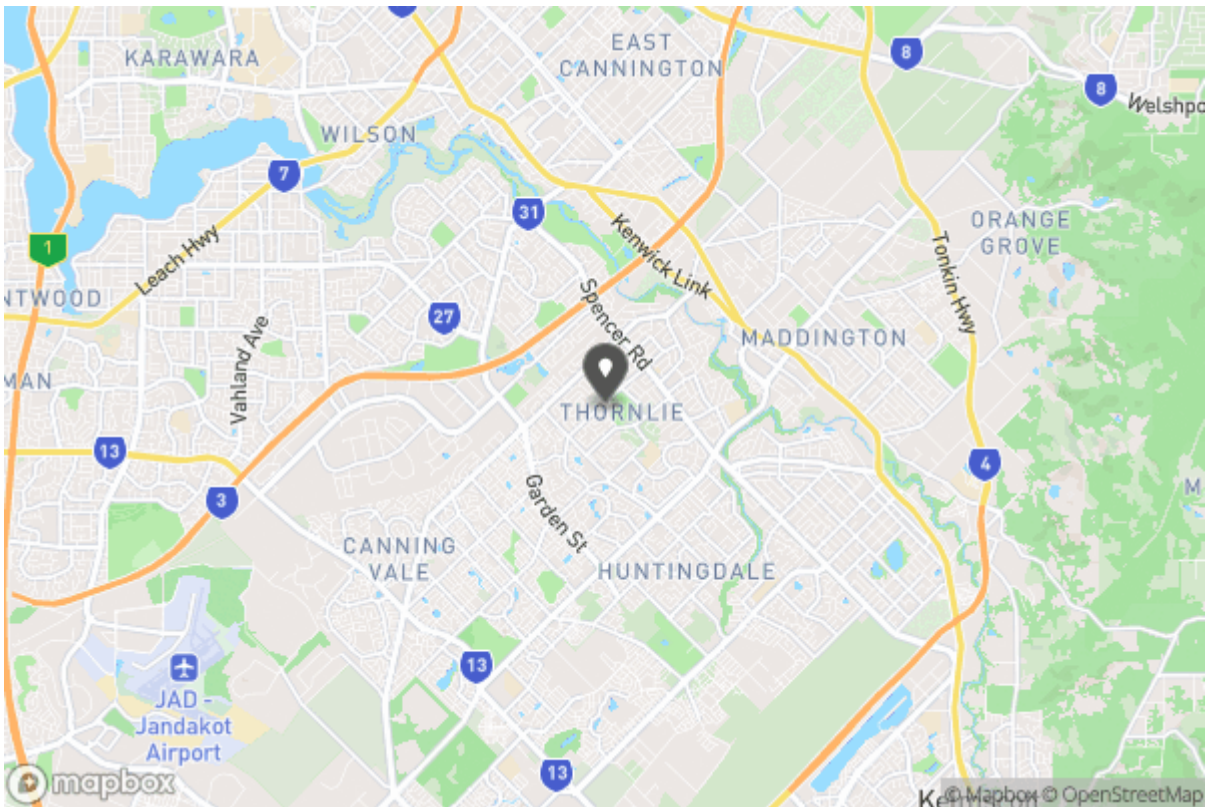 KARAWARA
EAST
CANNINGTON
8
8
Welshpo
WILSON
7
31
ORANGE
GROVE
1
Leach Hwy
Kenwick Link
Tonkin Hwy
NTWOOD
27
Spencer Rd
MADDINGTON
MAN
Vahland Ave
THORNLIE
13
4
3
Garden St
M
CANNING
VALE
HUNTINGDALE
13
JAD -
Jandakot
Airport
13
mapbox
© Mapbox © OpenStreetMap